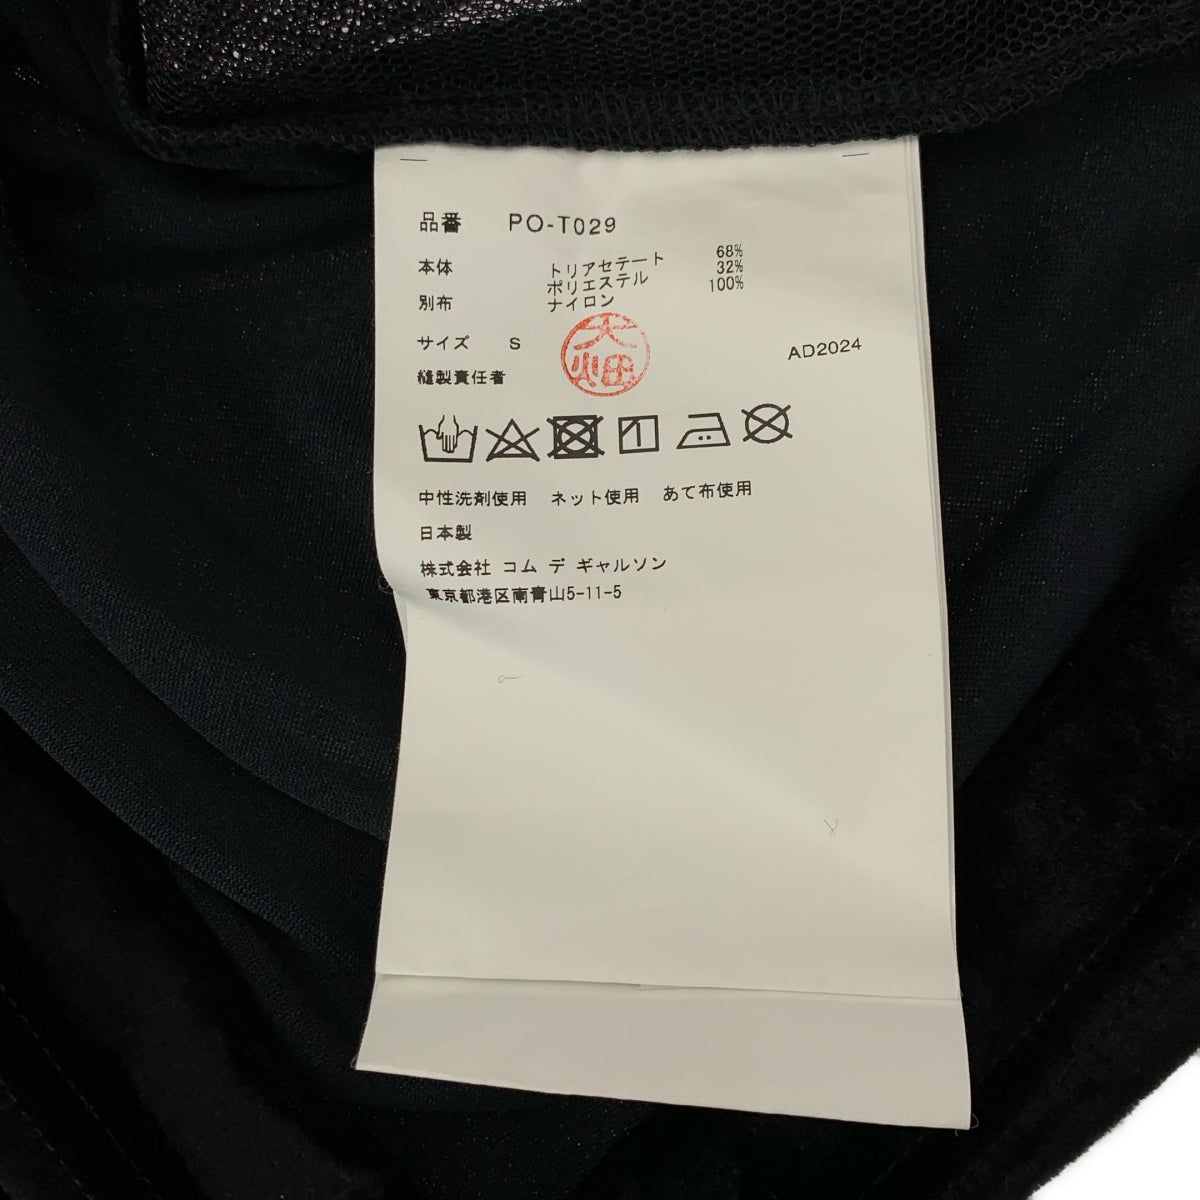 品番 PO-T029
本体 トリアセテート 68%
ポリエステル 32%
別布 ナイロン 100%
サイズ S
大畑
AD2024
縫製責任者
中性洗剤使用 ネット使用 あて布使用
日本製
株式会社 コム デ ギャルソン
東京都港区南青山5-11-5